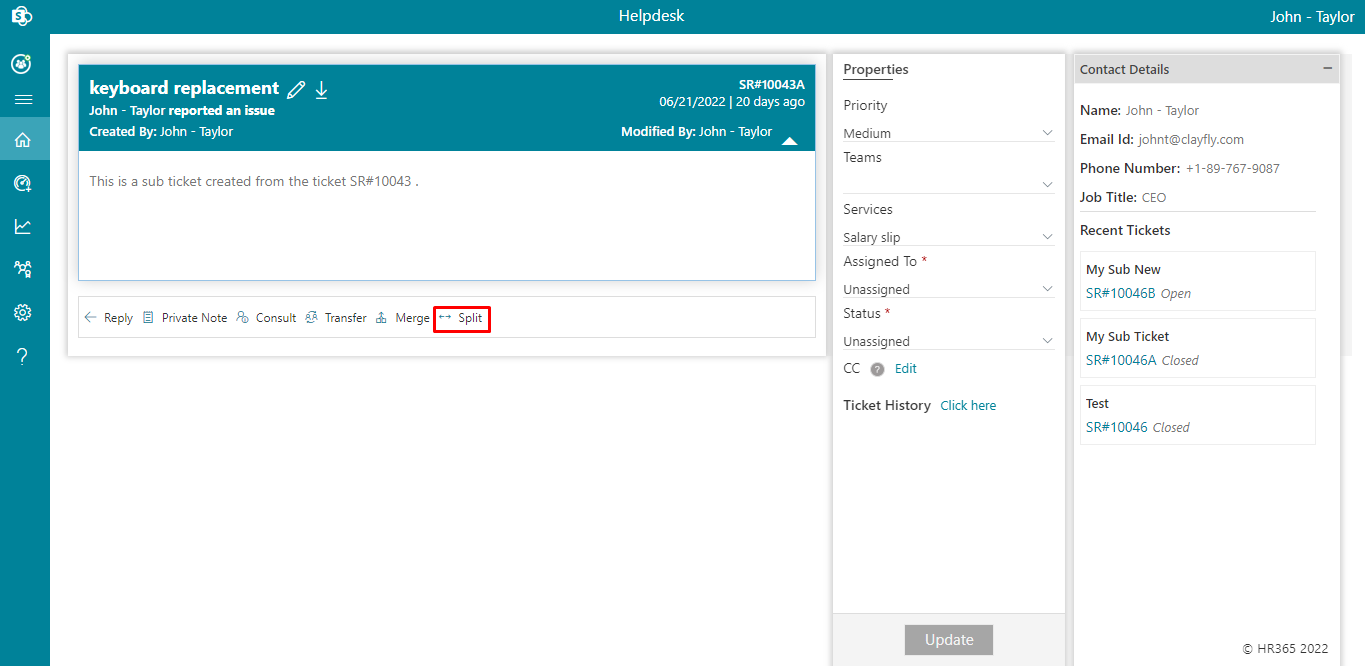 Helpdesk
John - Taylor
keyboard replacement
SR#10043A
John - Taylor reported an issue
06/21/2022 | 20 days ago
Created By: John - Taylor
Modified By: John - Taylor
This is a sub ticket created from the ticket SR#10043 .
Reply Private Note Consult Transfer Merge Split
Properties
Priority
Medium
Teams
Services
Salary slip
Assigned To *
Unassigned
Status *
Unassigned
CC ? Edit
Ticket History Click here
Update
Contact Details
Name: John - Taylor
Email Id: johnt@clayfly.com
Phone Number: +1-89-767-9087
Job Title: CEO
Recent Tickets
My Sub New
SR#10046B Open
My Sub Ticket
SR#10046A Closed
Test
SR#10046 Closed
© HR365 2022